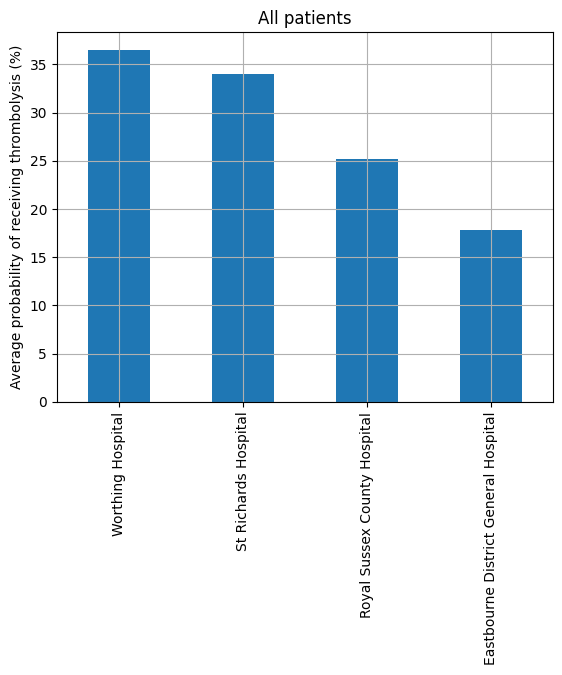 All patients
Average probability of receiving thrombolysis (%)
35
30
25
20
15
10
5
0
Worthing Hospital
St Richards Hospital
Royal Sussex County Hospital
Eastbourne District General Hospital